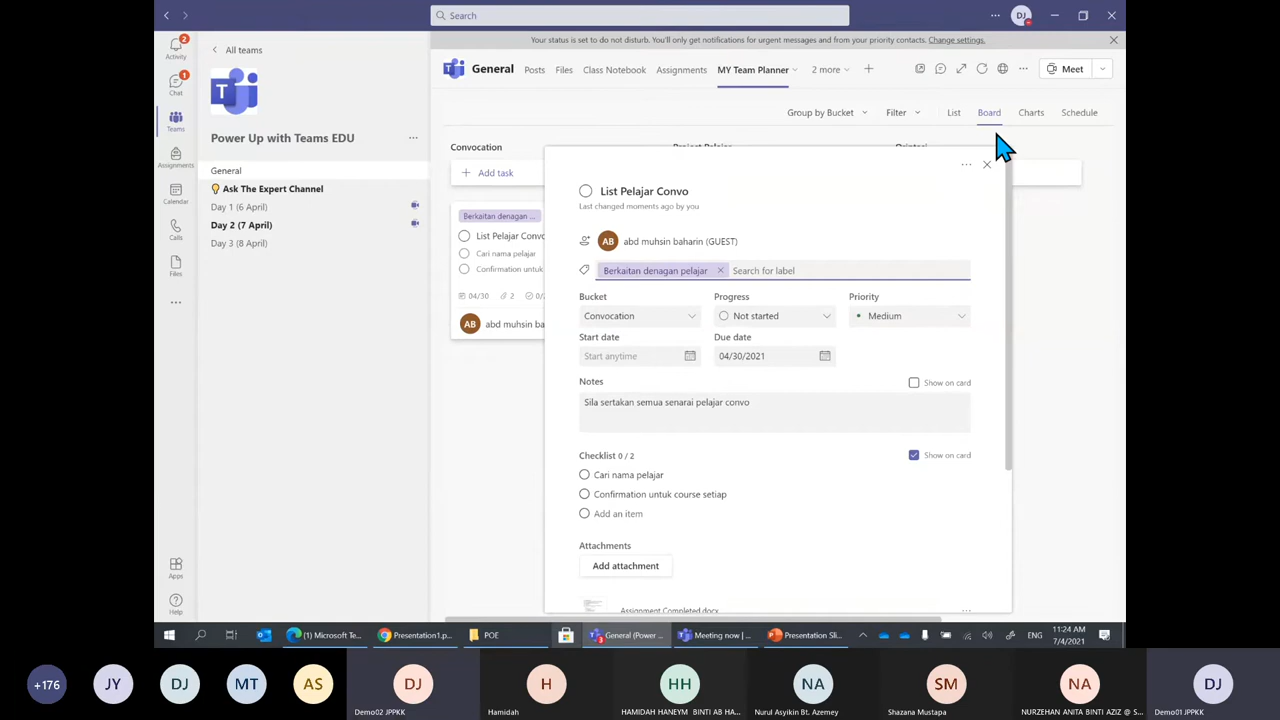 Search
DJ
Your status is set to do not disturb. You'll only get notifications for urgent messages and from your priority contacts. Change settings.
2
Activity
1
Chat
Teams
Assignments
Calendar
Calls
Files
Apps
Help
All teams
Power Up with Teams EDU
General
Ask The Expert Channel
Day 1 (6 April)
Day 2 (7 April)
Day 3 (8 April)
General
Posts
Files
Class Notebook
Assignments
MY Team Planner
2 more
Meet
Group by Bucket
Filter
List
Board
Charts
Schedule
Convocation
Add task
Berkaitan denagan ...
List Pelajar Convo
Cari nama pelajar
Confirmation untuk
04/30
2
AB
abd muhsin ba
List Pelajar Convo
Last changed moments ago by you
AB
abd muhsin baharin (GUEST)
Berkaitan denagan pelajar
Search for label
Bucket
Progress
Priority
Convocation
Not started
Medium
Start date
Due date
Start anytime
04/30/2021
Notes
Show on card
Sila sertakan semua senarai pelajar convo
Checklist 0 / 2
Show on card
Cari nama pelajar
Confirmation untuk course setiap
Add an item
Attachments
Add attachment
Assignment Completed.docx
(1) Microsoft Te...
Presentation1.p...
POE
General (Power ...
Meeting now | ...
Presentation Sli...
ENG
11:24 AM
7/4/2021
+176
JY
DJ
MT
AS
DJ
Demo02 JPPKK
H
Hamidah
HH
HAMIDAH HANEYM BINTI AB HA...
NA
Nurul Asyikin Bt. Azemey
SM
Shazana Mustapa
NA
NURZEHAN ANITA BINTI AZIZ @ S...
DJ
Demo01 JPPKK